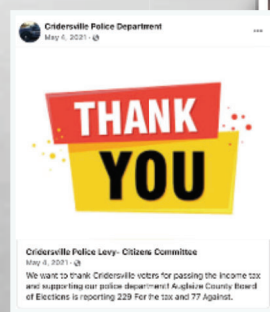 Cridersville Police Department
May 4, 2021 ·
THANK
YOU
Cridersville Police Levy- Citizens Committee
May 4, 2021 ·
We want to thank Cridersville voters for passing the income tax
and supporting our police department! Auglaize County Board
of Elections is reporting 229 For the tax and 77 Against.